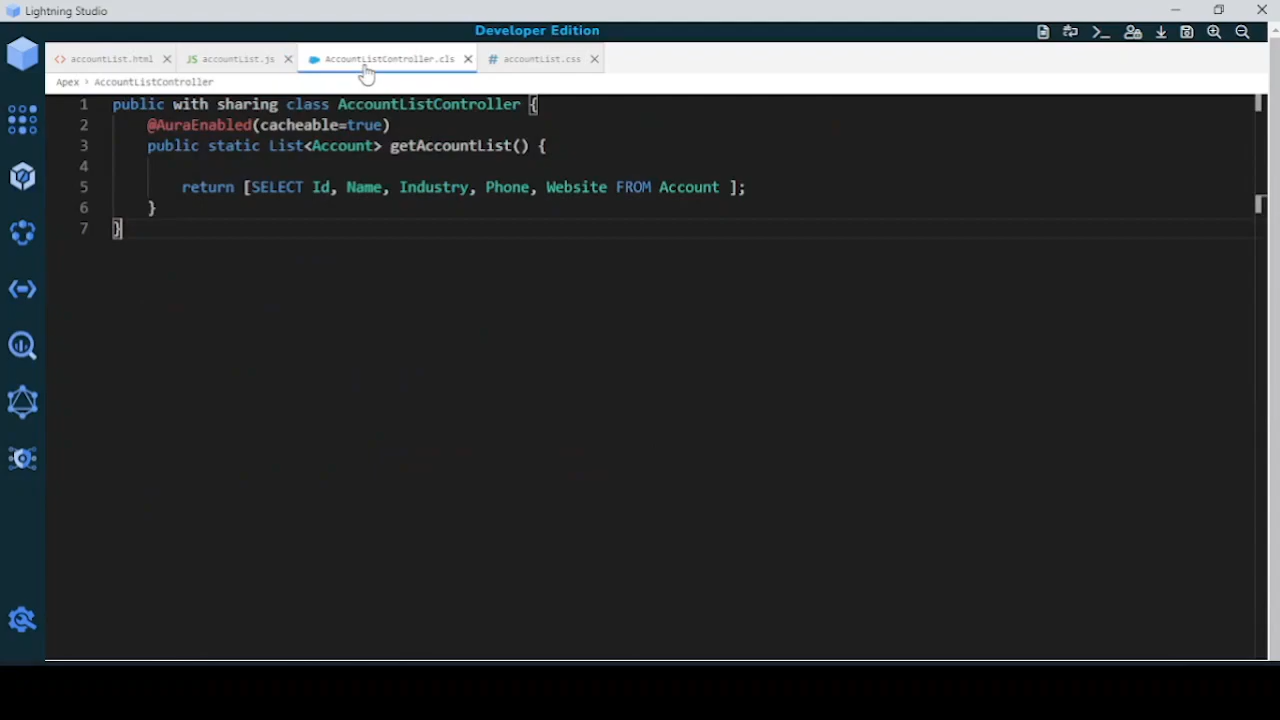 Lightning Studio
Developer Edition
<> accountList.html JS accountList.js AccountListController.cls # accountList.css
Apex › AccountListController
1 public with sharing class AccountListController {
2 @AuraEnabled(cacheable=true)
3 public static List<Account> getAccountList() {
4
5 return [SELECT Id, Name, Industry, Phone, Website FROM Account ];
6 }
7 }